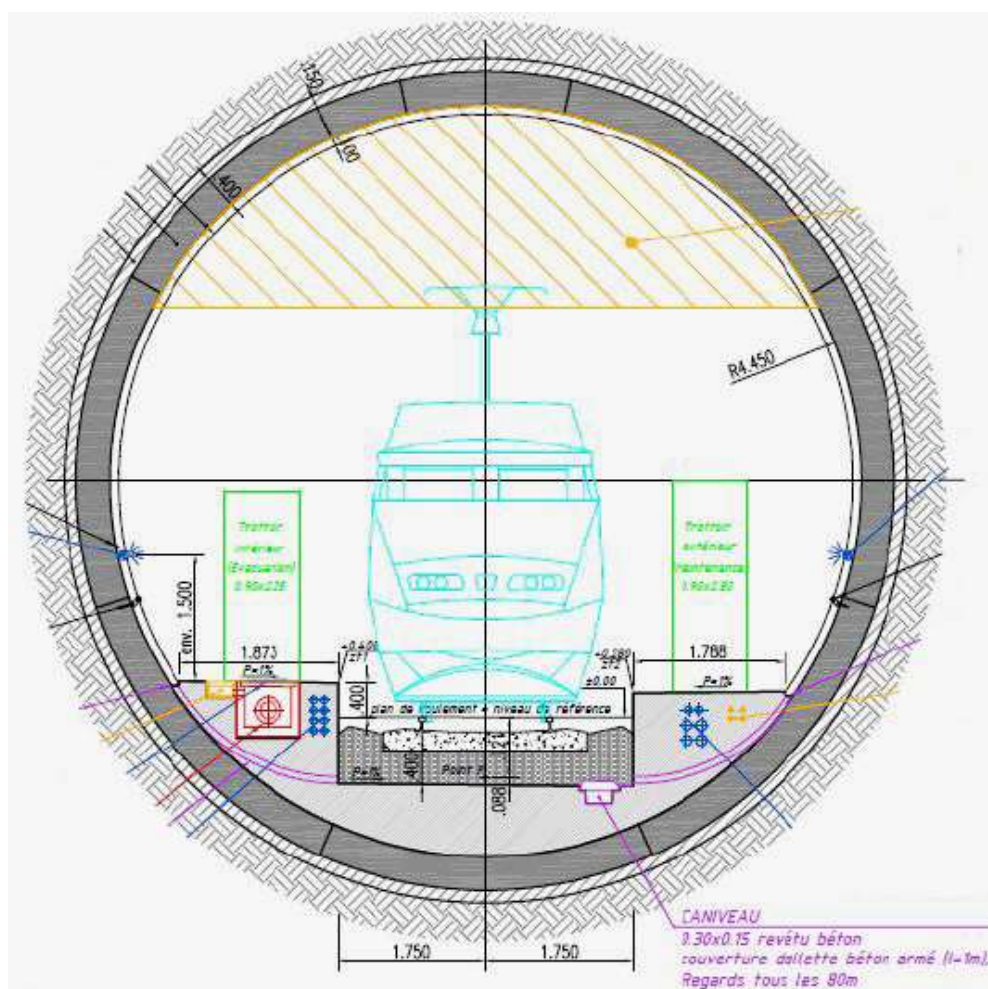 .150
.100
.400
R4.450
Trottoir
intérieur
(Evacuation)
Trottoir
extérieur
(maintenance)
env. 1.500
1.873
P=1%
.400
±0.00
1.788
P=1%
plan de roulement = niveau de référence
P=1%
.400
Point P
.088
1.750
1.750
CANIVEAU
0.30x0.15 revêtu béton
couverture dallette béton armé (l=1m),
Regards tous les 80m